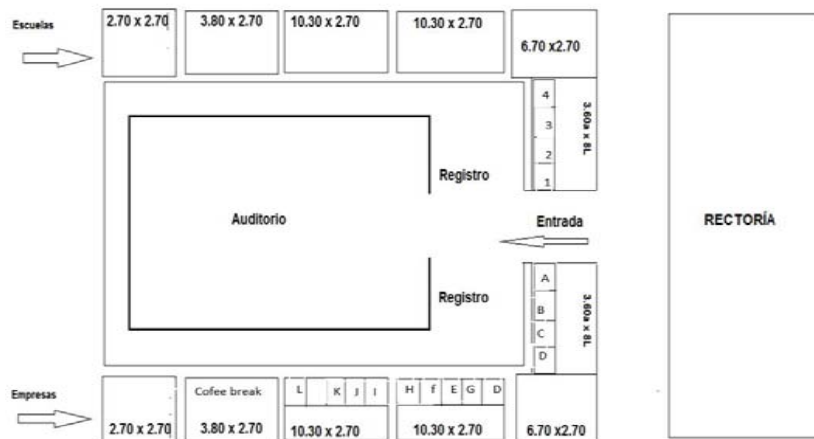 Escuelas
2.70 x 2.70
3.80 x 2.70
10.30 x 2.70
10.30 x 2.70
6.70 x2.70
4
3
2
1
3.60a x 8L
Registro
Auditorio
Entrada
RECTORÍA
Registro
A
B
C
D
3.60a x 8L
Empresas
Cofee break
L K J I
H f E G D
2.70 x 2.70
3.80 x 2.70
10.30 x 2.70
10.30 x 2.70
6.70 x2.70